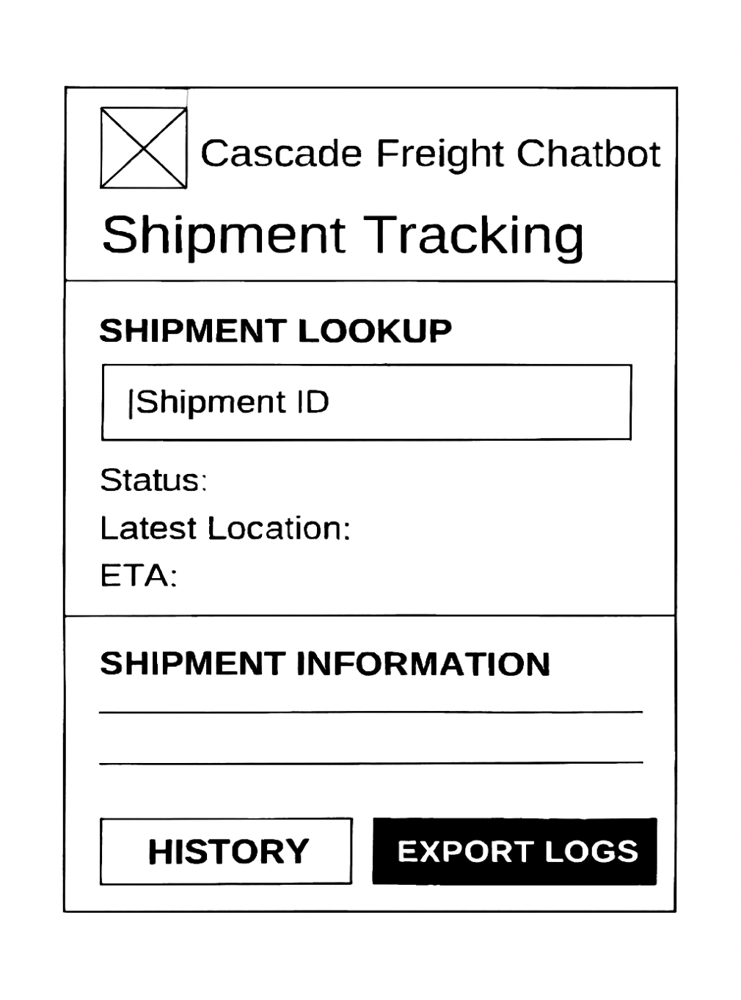 Cascade Freight Chatbot
Shipment Tracking
SHIPMENT LOOKUP
|Shipment ID
Status:
Latest Location:
ETA:
SHIPMENT INFORMATION
HISTORY
EXPORT LOGS